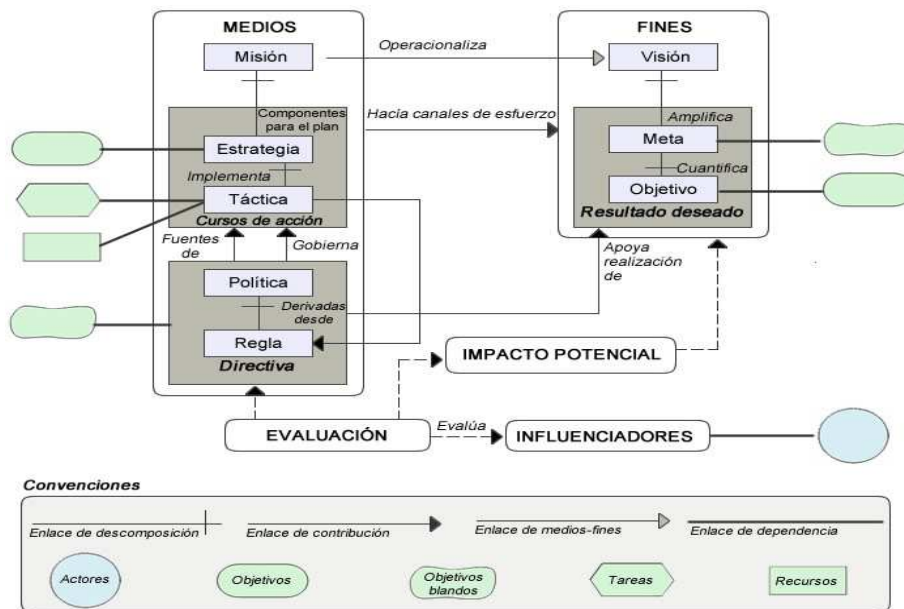 MEDIOS
FINES
Misión
Operacionaliza
Visión
Componentes
para el plan
Hacía canales de esfuerzo
Amplifica
Estrategia
Meta
Implementa
Cuantifica
Táctica
Objetivo
Cursos de acción
Resultado deseado
Fuentes
de
Gobierna
Apoya
realización
de
Política
Derivadas
desde
Regla
Directiva
IMPACTO POTENCIAL
EVALUACIÓN
Evalúa
INFLUENCIADORES
Convenciones
Enlace de descomposición
Enlace de contribución
Enlace de medios-fines
Enlace de dependencia
Actores
Objetivos
Objetivos
blandos
Tareas
Recursos